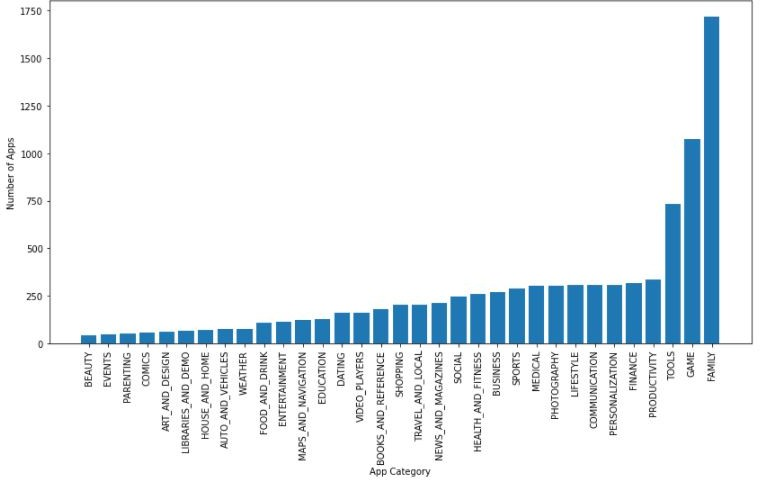 1750
1500
1250
1000
750
500
250
0
Number of Apps
BEAUTY
EVENTS
PARENTING
COMICS
ART_AND_DESIGN
LIBRARIES_AND_DEMO
HOUSE_AND_HOME
AUTO_AND_VEHICLES
WEATHER
FOOD_AND_DRINK
ENTERTAINMENT
MAPS_AND_NAVIGATION
EDUCATION
DATING
VIDEO_PLAYERS
BOOKS_AND_REFERENCE
SHOPPING
TRAVEL_AND_LOCAL
NEWS_AND_MAGAZINES
SOCIAL
HEALTH_AND_FITNESS
BUSINESS
SPORTS
MEDICAL
PHOTOGRAPHY
LIFESTYLE
COMMUNICATION
PERSONALIZATION
FINANCE
PRODUCTIVITY
TOOLS
GAME
FAMILY
App Category